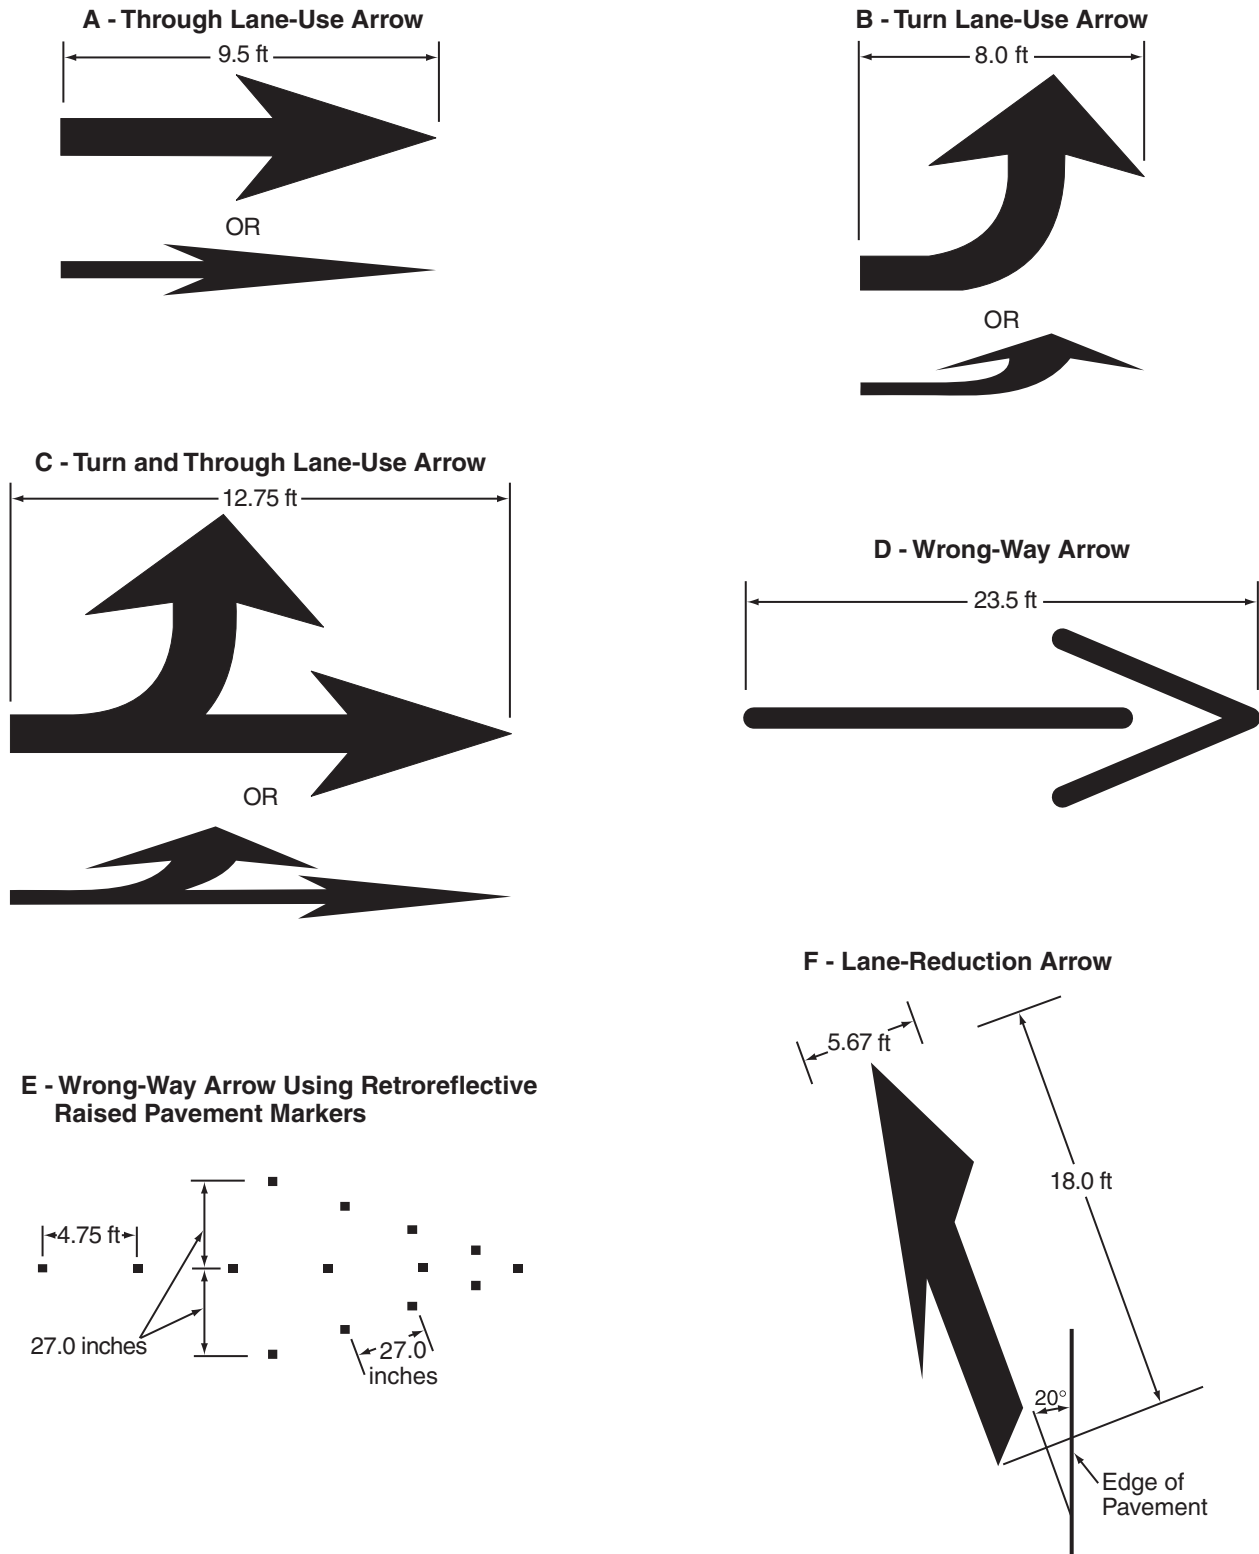 A - Through Lane-Use Arrow
9.5 ft
OR
B - Turn Lane-Use Arrow
8.0 ft
OR
C - Turn and Through Lane-Use Arrow
12.75 ft
OR
D - Wrong-Way Arrow
23.5 ft
E - Wrong-Way Arrow Using Retroreflective
Raised Pavement Markers
4.75 ft
27.0 inches
27.0
inches
F - Lane-Reduction Arrow
5.67 ft
18.0 ft
20°
Edge of
Pavement